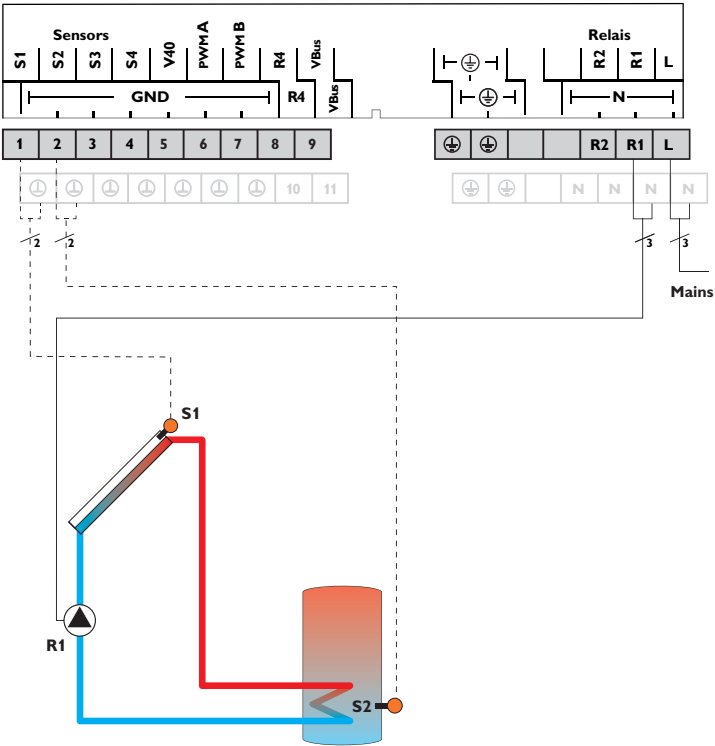 Sensors Relais
S1 S2 S3 S4 V40 PWM A PWM B R4 VBus R2 R1 L
GND R4 VBus N
1 2 3 4 5 6 7 8 9 R2 R1 L
10 11 N N N N
2 2 3 3
Mains
S1
R1
S2